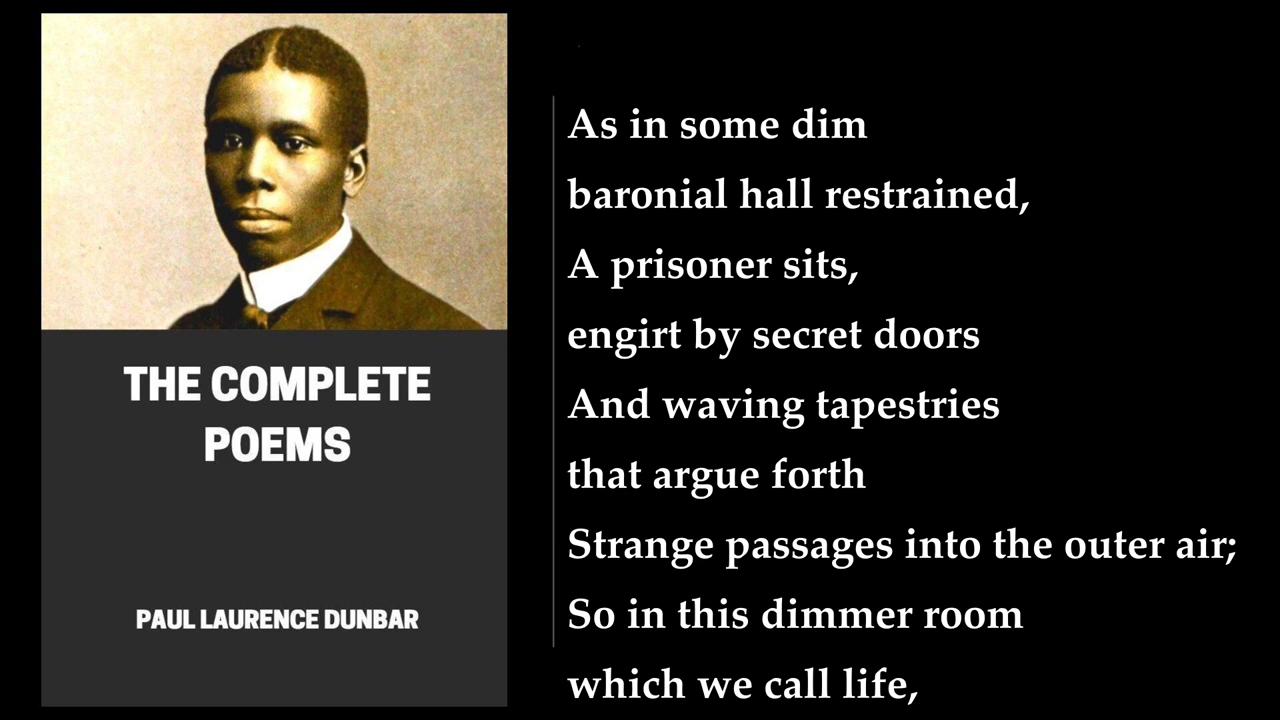 THE COMPLETE
POEMS
PAUL LAURENCE DUNBAR
As in some dim
baronial hall restrained,
A prisoner sits,
engirt by secret doors
And waving tapestries
that argue forth
Strange passages into the outer air;
So in this dimmer room
which we call life,